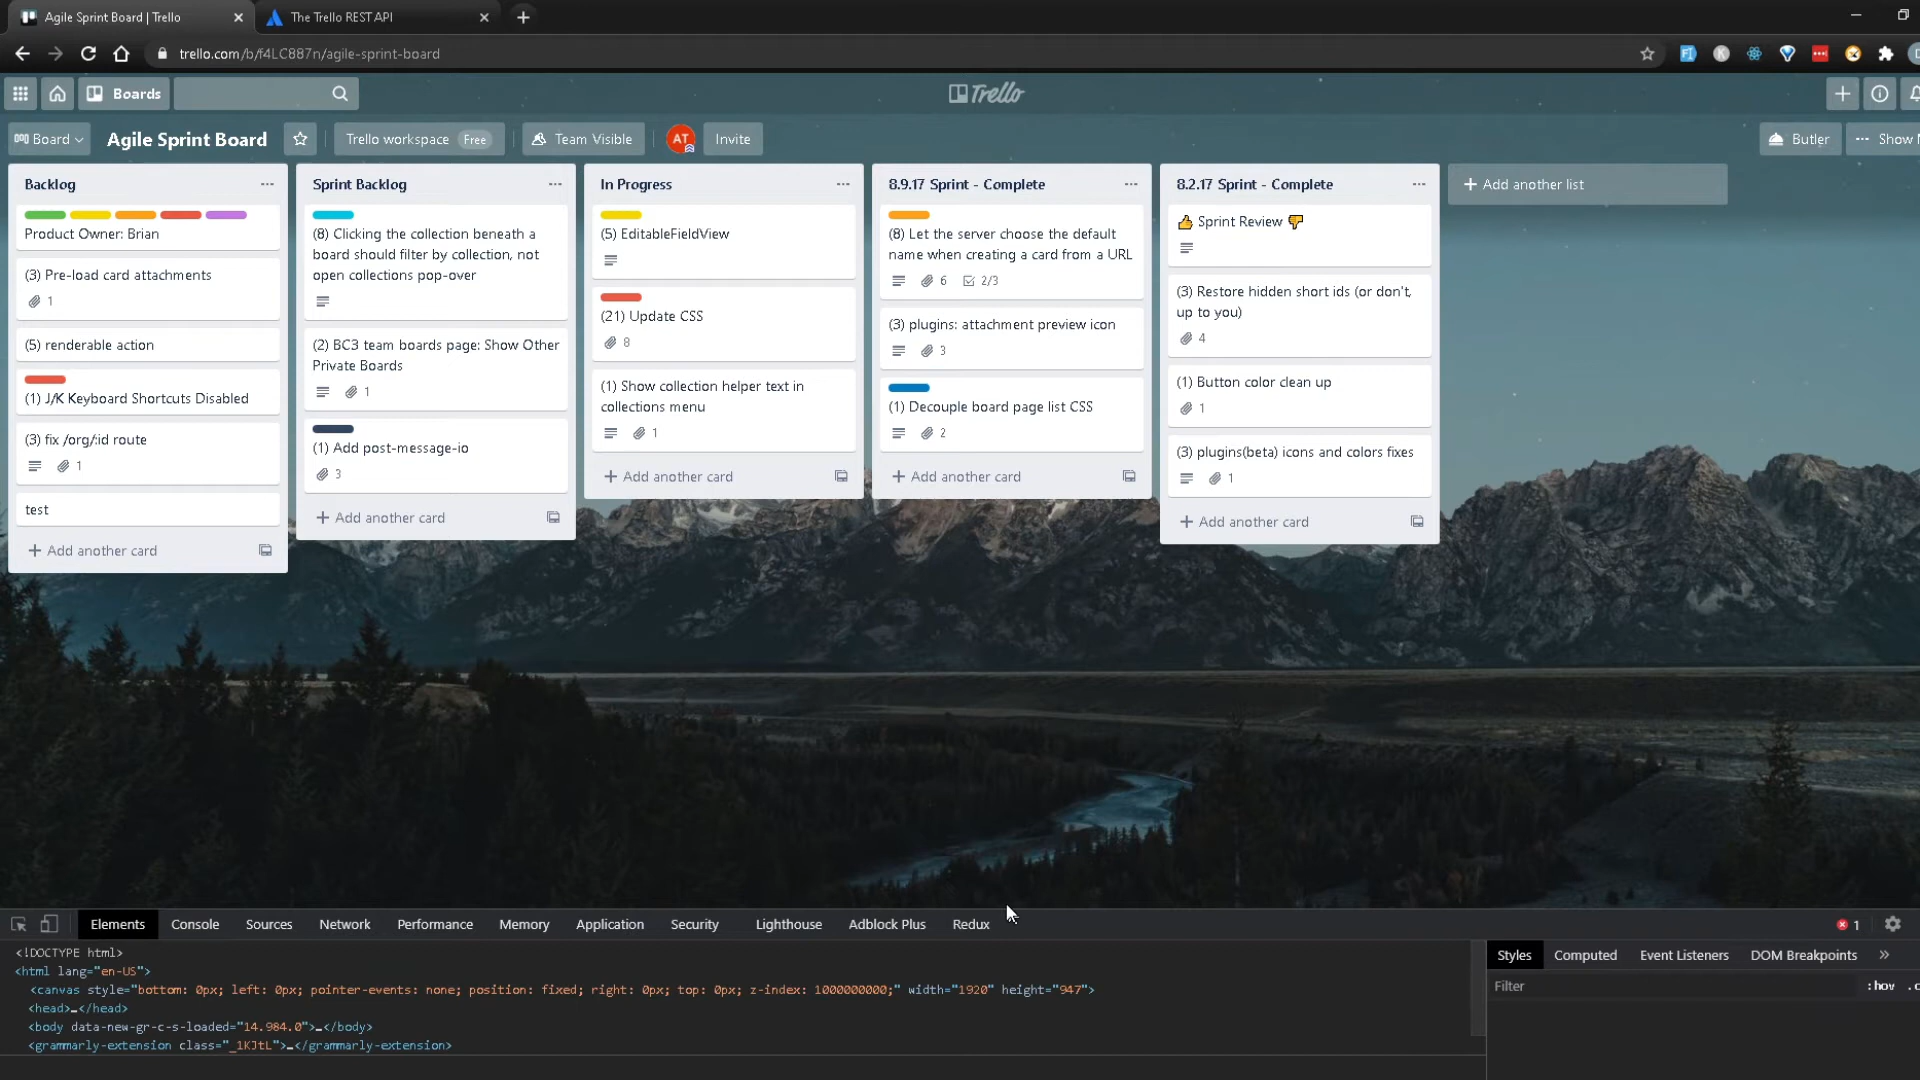 Agile Sprint Board | Trello
The Trello REST API
trello.com/b/f4LC887n/agile-sprint-board
Boards
Trello
Board
Agile Sprint Board
Trello workspace Free
Team Visible
AT
Invite
Butler
Show
Backlog
Product Owner: Brian
(3) Pre-load card attachments
1
(5) renderable action
(1) J/K Keyboard Shortcuts Disabled
(3) fix /org/:id route
1
test
Add another card
Sprint Backlog
(8) Clicking the collection beneath a
board should filter by collection, not
open collections pop-over
(2) BC3 team boards page: Show Other
Private Boards
1
(1) Add post-message-io
3
Add another card
In Progress
(5) EditableFieldView
(21) Update CSS
8
(1) Show collection helper text in
collections menu
1
Add another card
8.9.17 Sprint - Complete
(8) Let the server choose the default
name when creating a card from a URL
6 2/3
(3) plugins: attachment preview icon
3
(1) Decouple board page list CSS
2
Add another card
8.2.17 Sprint - Complete
👍 Sprint Review 👎
(3) Restore hidden short ids (or don't,
up to you)
4
(1) Button color clean up
1
(3) plugins(beta) icons and colors fixes
1
Add another card
Add another list
Elements Console Sources Network Performance Memory Application Security Lighthouse Adblock Plus Redux
1
<!DOCTYPE html>
<html lang="en-US">
<canvas style="bottom: 0px; left: 0px; pointer-events: none; position: fixed; right: 0px; top: 0px; z-index: 1000000000;" width="1920" height="947">
<head>…</head>
<body data-new-gr-c-s-loaded="14.984.0">…</body>
<grammarly-extension class="_1KJtL">…</grammarly-extension>
Styles Computed Event Listeners DOM Breakpoints »
Filter
:hov .c